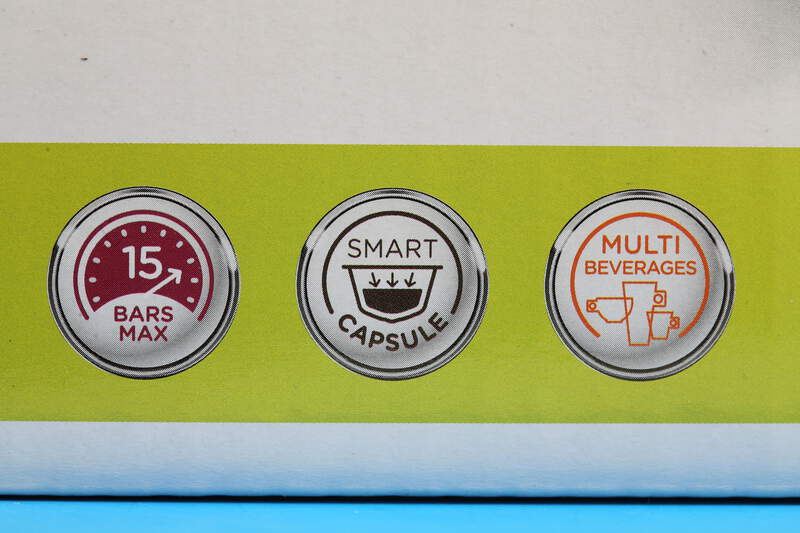 15
BARS
MAX
SMART
CAPSULE
MULTI
BEVERAGES